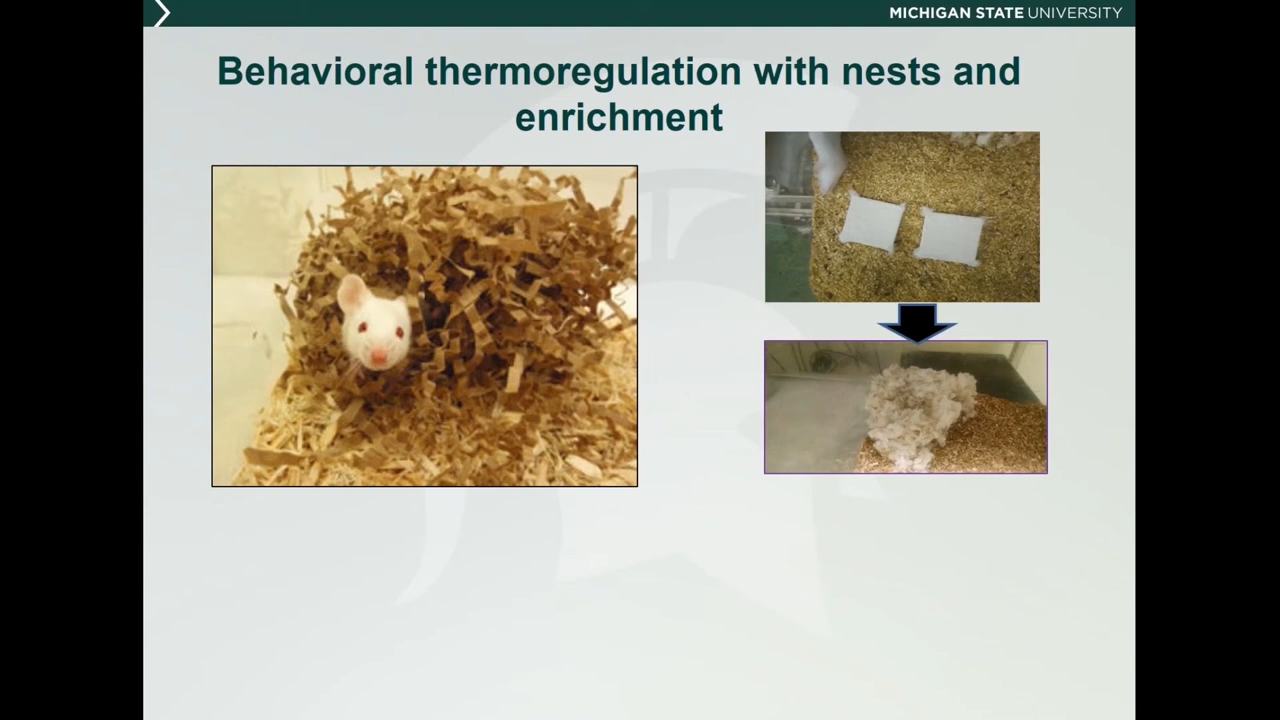 MICHIGAN STATE UNIVERSITY
Behavioral thermoregulation with nests and
enrichment